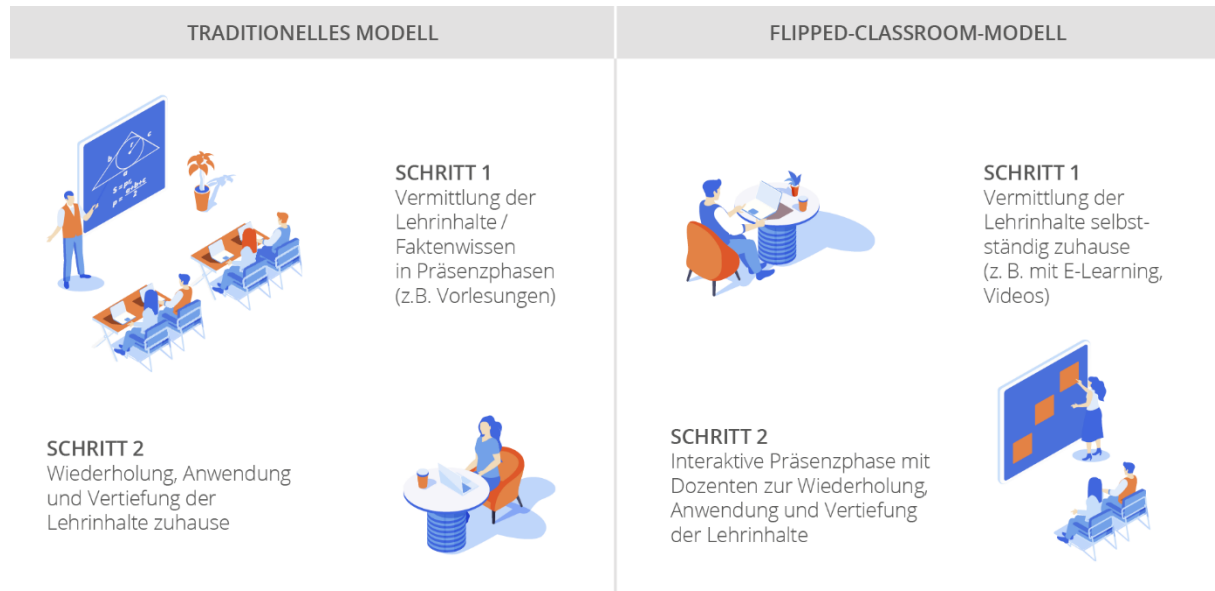 TRADITIONELLES MODELL
SCHRITT 1
Vermittlung der
Lehrinhalte /
Faktenwissen
in Präsenzphasen
(z.B. Vorlesungen)
SCHRITT 2
Wiederholung, Anwendung
und Vertiefung der
Lehrinhalte zuhause
FLIPPED-CLASSROOM-MODELL
SCHRITT 1
Vermittlung der
Lehrinhalte selbst-
ständig zuhause
(z. B. mit E-Learning,
Videos)
SCHRITT 2
Interaktive Präsenzphase mit
Dozenten zur Wiederholung,
Anwendung und Vertiefung
der Lehrinhalte